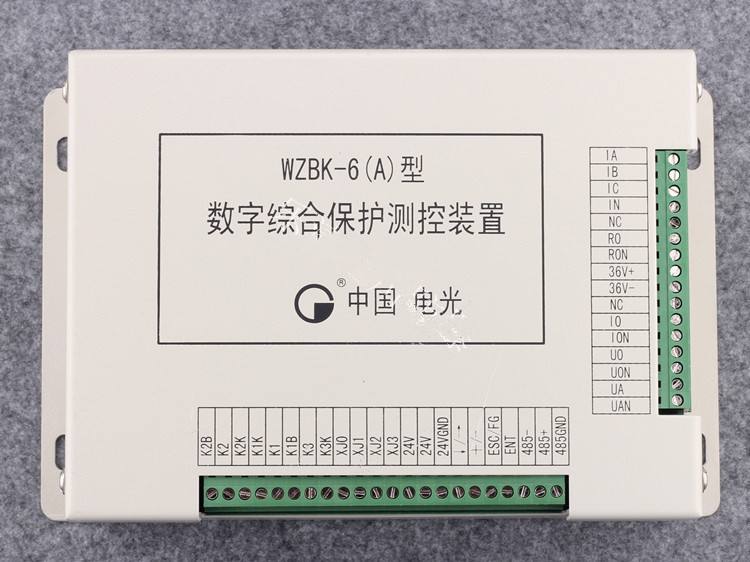 WZBK-6(A)型
数字综合保护测控装置
® 中国 电光
IA
IB
IC
IN
NC
RO
RON
36V+
36V-
NC
IO
ION
UO
UON
UA
UAN
K2B
K2
K2K
K1K
K1
K1B
K3
K3K
XJ0
XJ1
XJ2
XJ3
24V
24V
24VGND
↓/→
+/-
ESC/FG
ENT
485-
485+
485GND